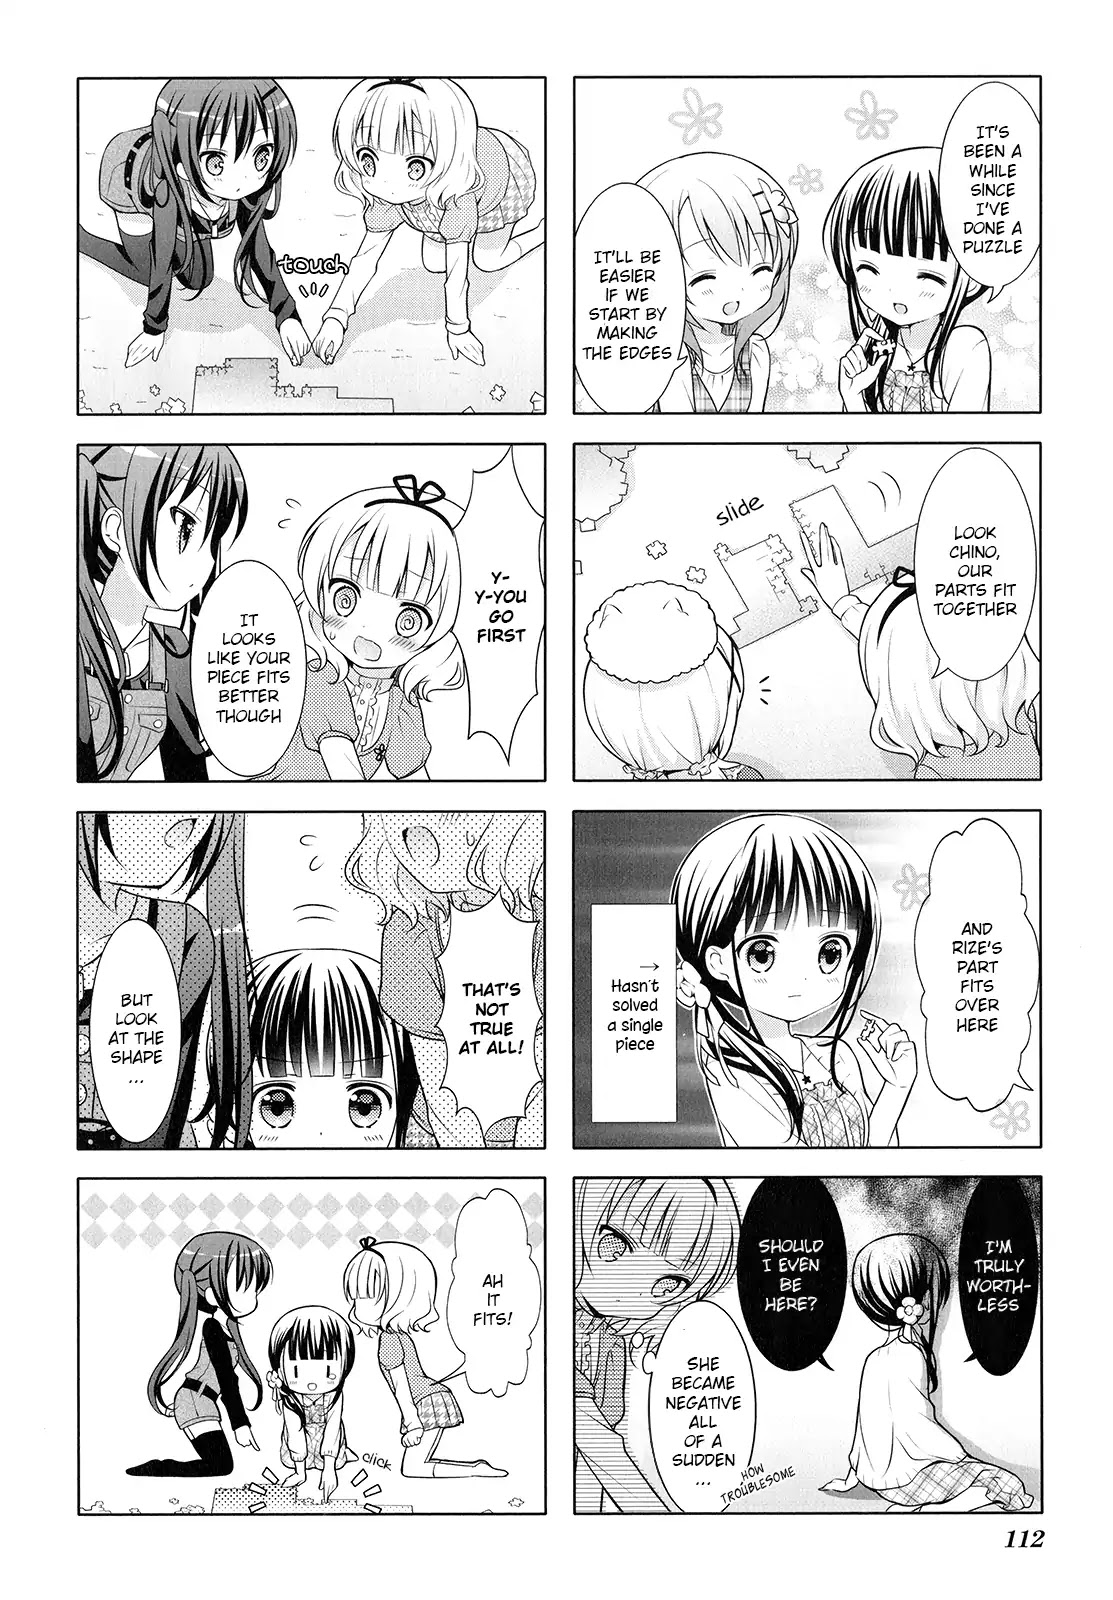 IT'S
BEEN A
WHILE
SINCE
I'VE
DONE A
PUZZLE
IT'LL BE
EASIER
IF WE
START BY
MAKING
THE EDGES
LOOK
CHINO,
OUR
PARTS FIT
TOGETHER
slide
AND
RIZE'S
PART
FITS
OVER
HERE
→
Hasn't
solved
a single
piece
I'M
TRULY
WORTH-
LESS
SHOULD
I EVEN
BE
HERE?
SHE
BECAME
NEGATIVE
ALL
OF A
SUDDEN
...
HOW
TROUBLESOME
touch
Y-
Y-YOU
GO
FIRST
IT
LOOKS
LIKE YOUR
PIECE FITS
BETTER
THOUGH
THAT'S
NOT
TRUE
AT ALL!
BUT
LOOK
AT THE
SHAPE
...
AH
IT
FITS!
click
112